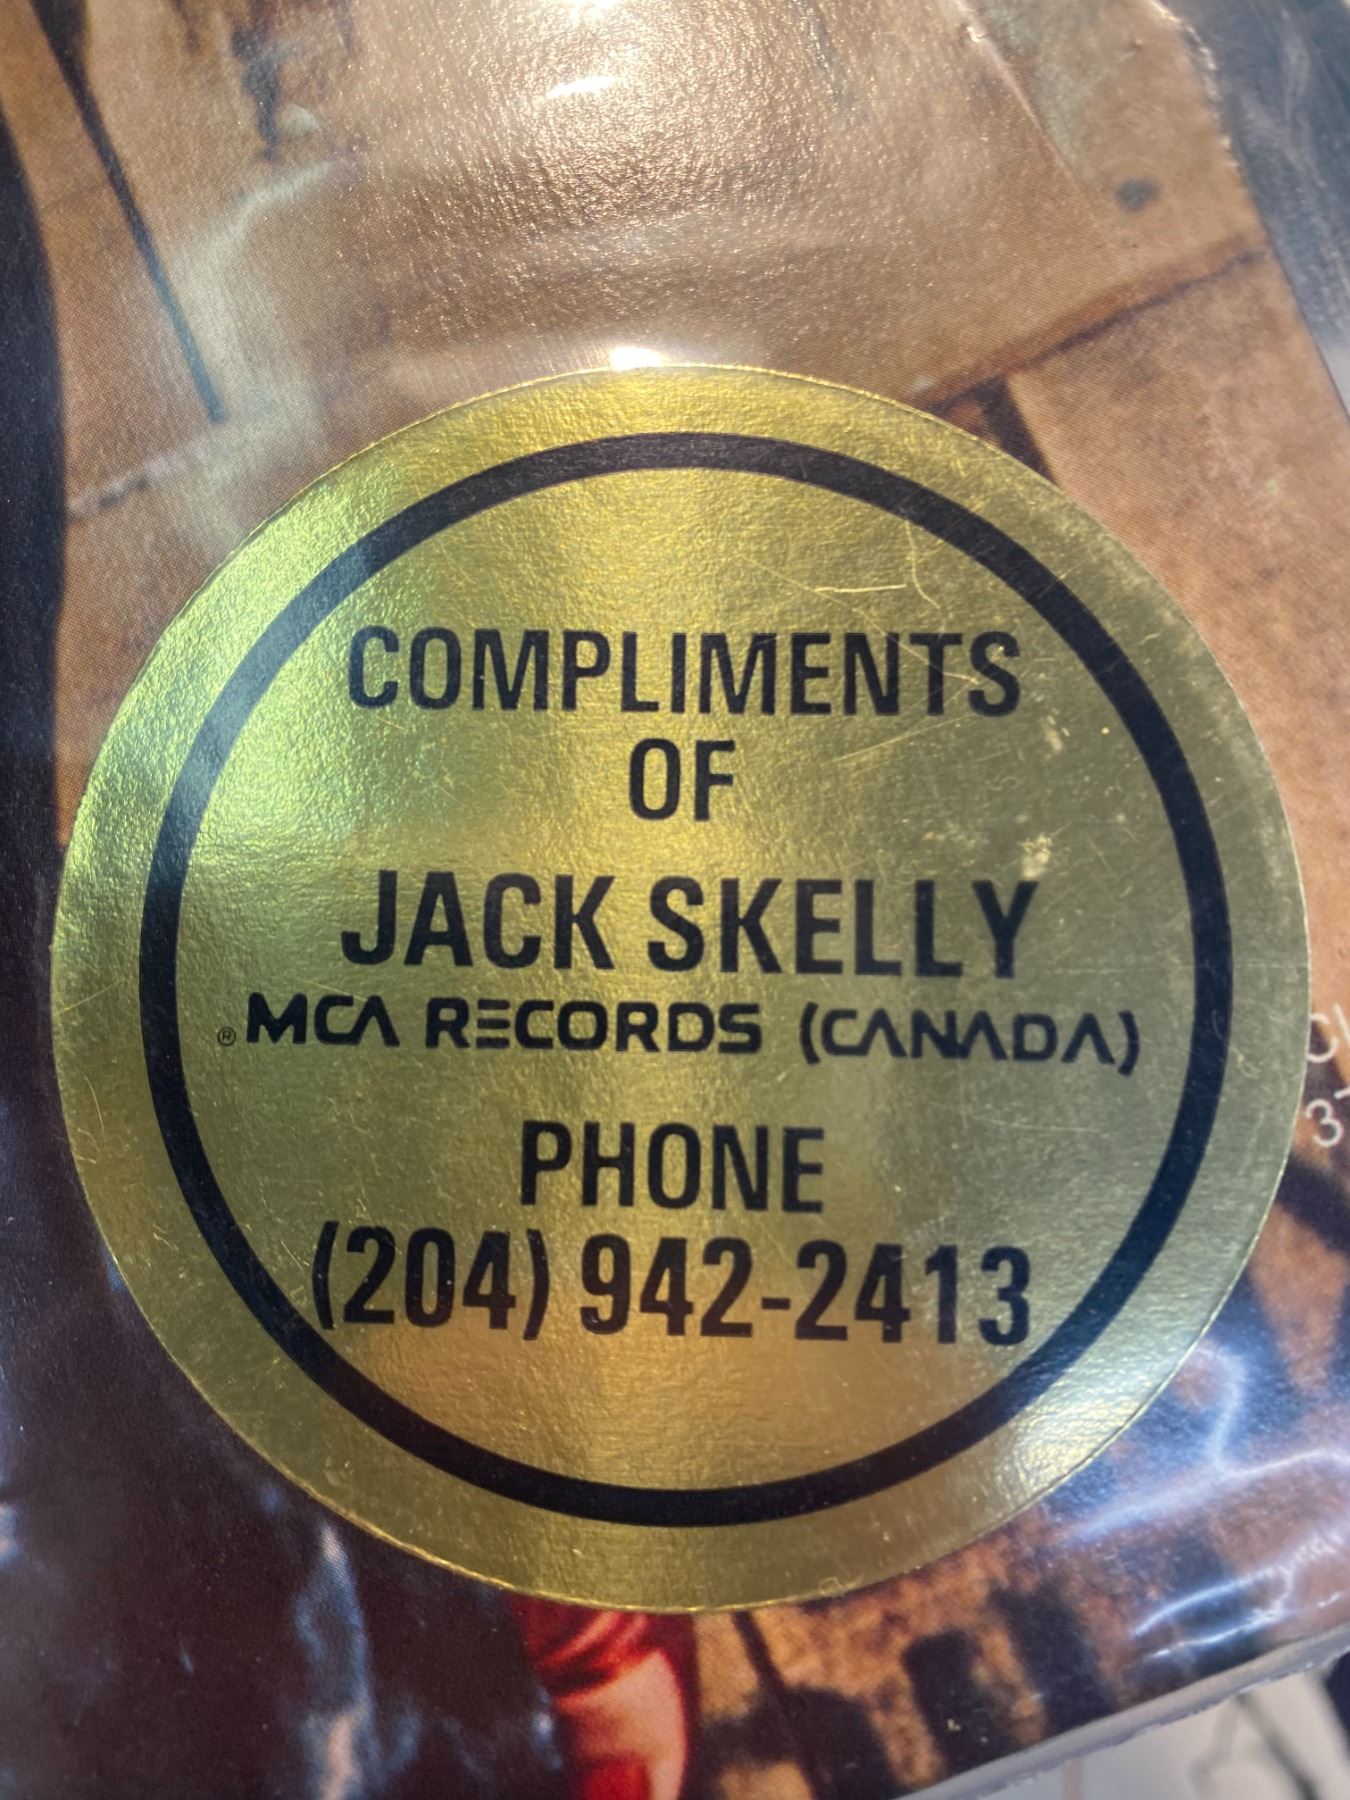 COMPLIMENTS
OF
JACK SKELLY
® MCA RECORDS (CANADA)
PHONE
(204) 942-2413